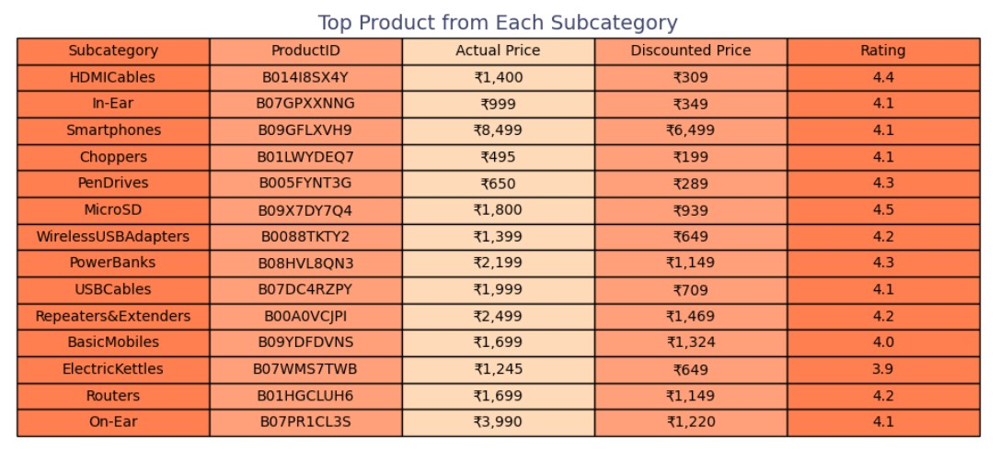 Top Product from Each Subcategory
Subcategory ProductID Actual Price Discounted Price Rating
HDMICables B014I8SX4Y ₹1,400 ₹309 4.4
In-Ear B07GPXXNNG ₹999 ₹349 4.1
Smartphones B09GFLXVH9 ₹8,499 ₹6,499 4.1
Choppers B01LWYDEQ7 ₹495 ₹199 4.1
PenDrives B005FYNT3G ₹650 ₹289 4.3
MicroSD B09X7DY7Q4 ₹1,800 ₹939 4.5
WirelessUSBAdapters B0088TKTY2 ₹1,399 ₹649 4.2
PowerBanks B08HVL8QN3 ₹2,199 ₹1,149 4.3
USBCables B07DC4RZPY ₹1,999 ₹709 4.1
Repeaters&Extenders B00A0VCJPI ₹2,499 ₹1,469 4.2
BasicMobiles B09YDFDVNS ₹1,699 ₹1,324 4.0
ElectricKettles B07WMS7TWB ₹1,245 ₹649 3.9
Routers B01HGCLUH6 ₹1,699 ₹1,149 4.2
On-Ear B07PR1CL3S ₹3,990 ₹1,220 4.1